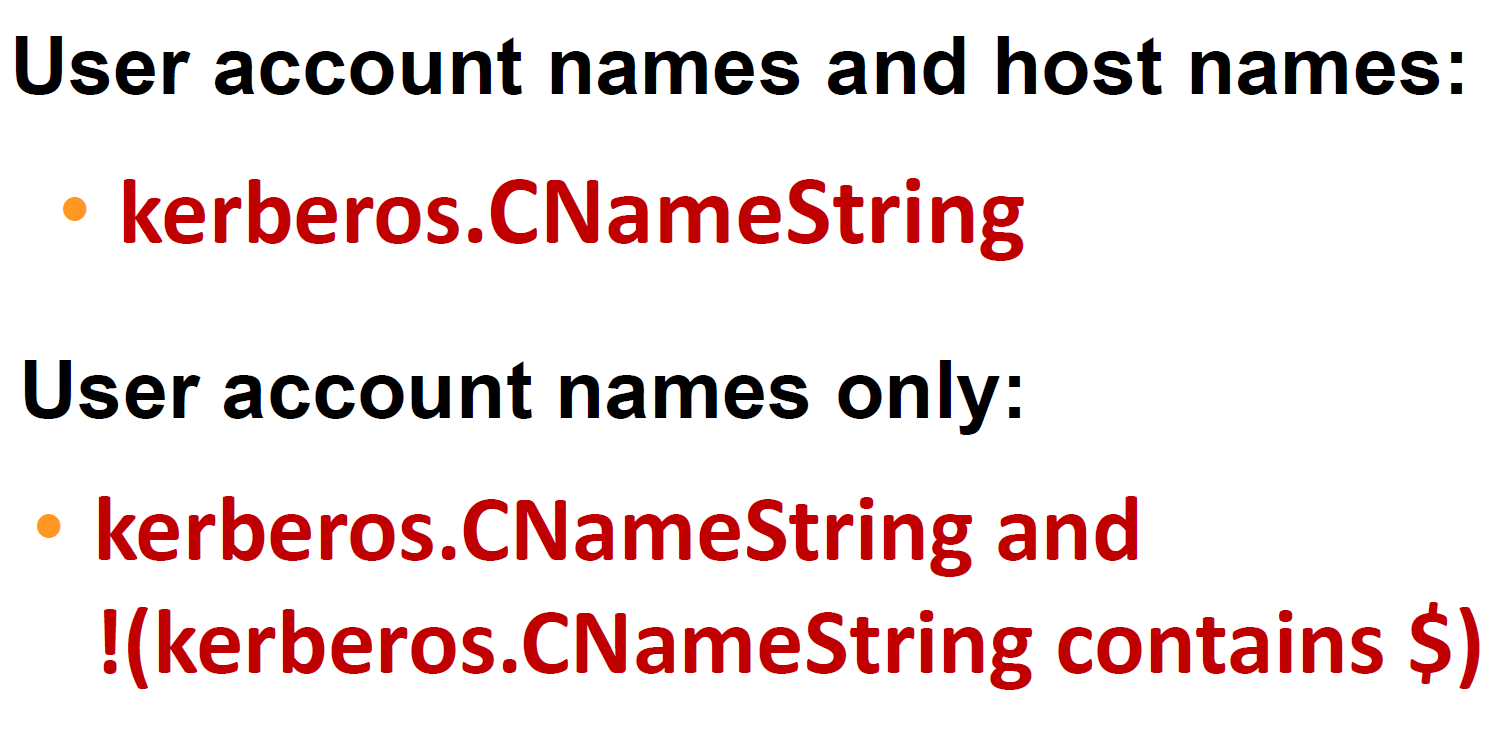 User account names and host names:
• kerberos.CNameString
User account names only:
• kerberos.CNameString and
!(kerberos.CNameString contains $)